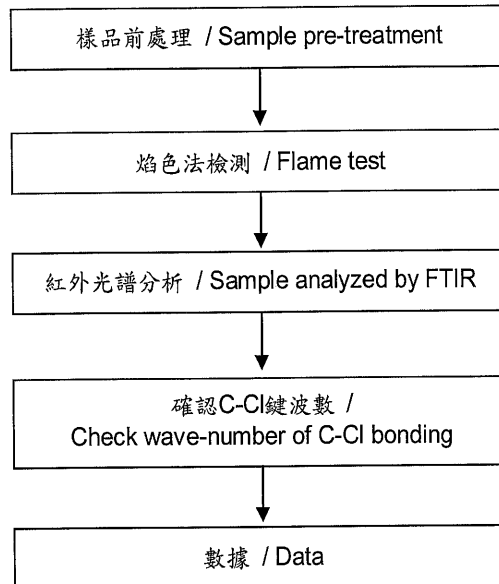 樣品前處理 / Sample pre-treatment
焰色法檢測 / Flame test
紅外光譜分析 / Sample analyzed by FTIR
確認C-Cl鍵波數 /
Check wave-number of C-Cl bonding
數據 / Data